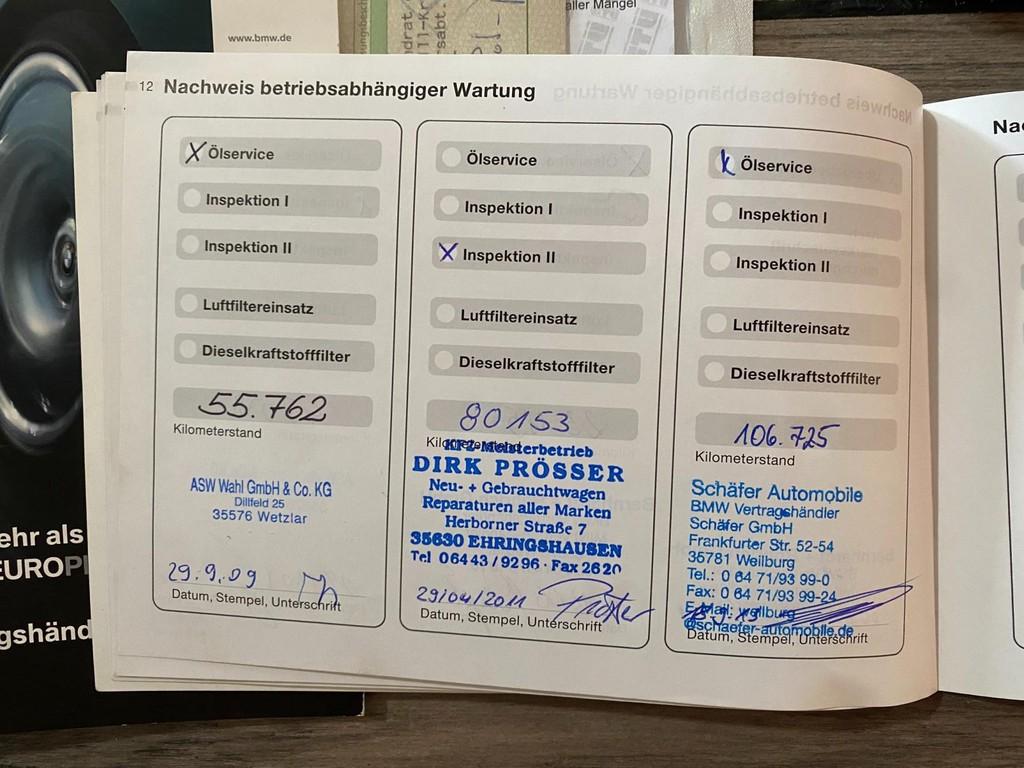 www.bmw.de
aller Mängel
12 Nachweis betriebsabhängiger Wartung
X Ölservice
Inspektion I
Inspektion II
Luftfiltereinsatz
Dieselkraftstofffilter
55.762
Kilometerstand
ASW Wahl GmbH & Co. KG
Dillfeld 25
35576 Wetzlar
29.9.09
Datum, Stempel, Unterschrift
Ölservice
Inspektion I
X Inspektion II
Luftfiltereinsatz
Dieselkraftstofffilter
80153
Kilometerstand
KFZ-Meisterbetrieb
DIRK PRÖSSER
Neu- + Gebrauchtwagen
Reparaturen aller Marken
Herborner Straße 7
35630 EHRINGSHAUSEN
Tel 06443/9296 · Fax 2620
29/04/2011
Datum, Stempel, Unterschrift
Ölservice
Inspektion I
Inspektion II
Luftfiltereinsatz
Dieselkraftstofffilter
106.725
Kilometerstand
Schäfer Automobile
BMW Vertragshändler
Schäfer GmbH
Frankfurter Str. 52-54
35781 Weilburg
Tel.: 0 64 71/93 99-0
Fax: 0 64 71/93 99-24
E-Mail: weilburg
@schaefer-automobile.de
Datum, Stempel, Unterschrift
ehr als